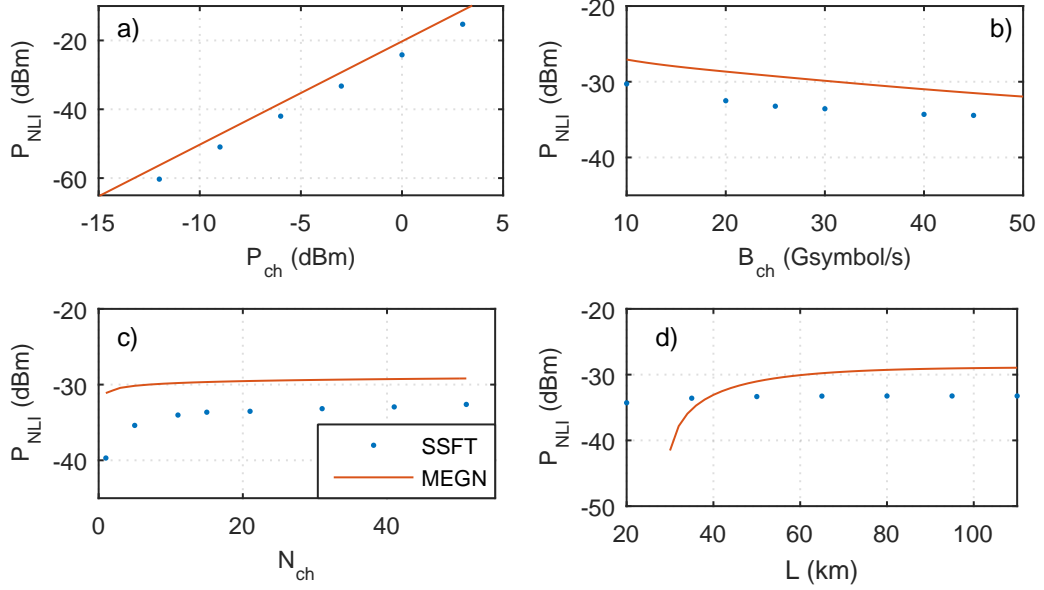 a)
-20
-40
-60
P_NLI (dBm)
-15 -10 -5 0 5
P_ch (dBm)
b)
-20
-30
-40
P_NLI (dBm)
10 20 30 40 50
B_ch (Gsymbol/s)
c)
-20
-30
-40
P_NLI (dBm)
0 20 40
N_ch
SSFT
MEGN
d)
-20
-30
-40
-50
P_NLI (dBm)
20 40 60 80 100
L (km)